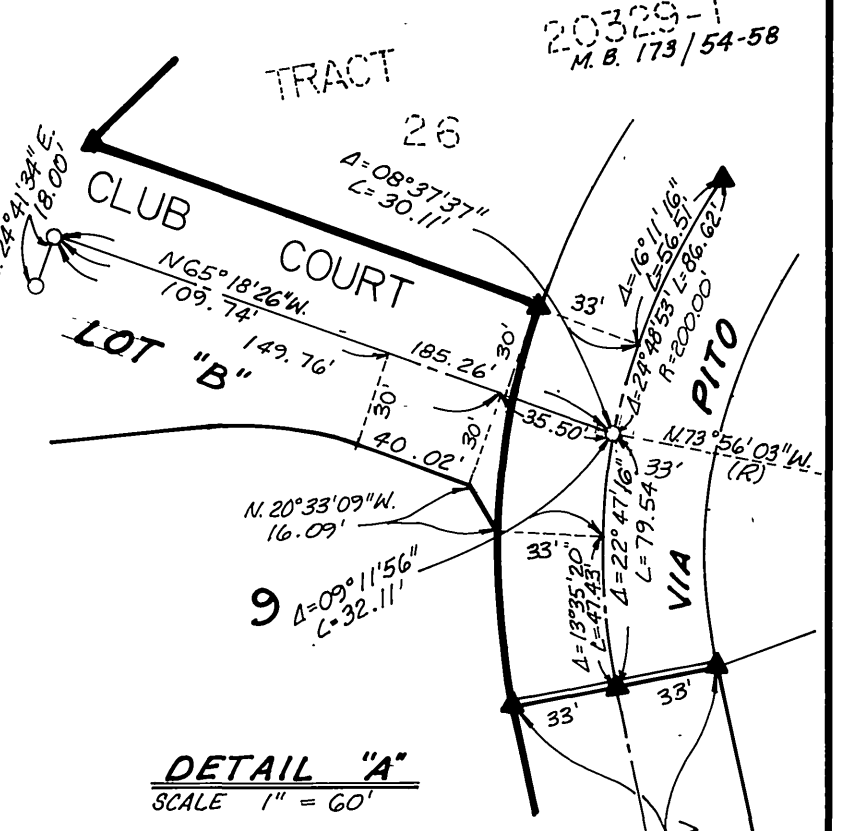 20329-1
M.B. 173/54-58
TRACT
26
Δ=08°37'37"
L=30.11'
24°41'34" E.
18.00'
CLUB COURT
N65°18'26"W.
109.74'
149.76'
185.26'
LOT "B"
33'
30'
30'
30'
40.02'
35.50'
Δ=16°11'16"
L=56.51'
Δ=24°48'53" L=86.62'
R=200.00'
PITO
N.73°56'03"W.
(R)
33'
N.20°33'09"W.
16.09'
33'
Δ=22°47'16"
L=79.54'
VIA
9
Δ=09°11'56"
L=32.11'
Δ=13°35'20"
L=47.43'
33'
33'
DETAIL "A"
SCALE 1" = 60'